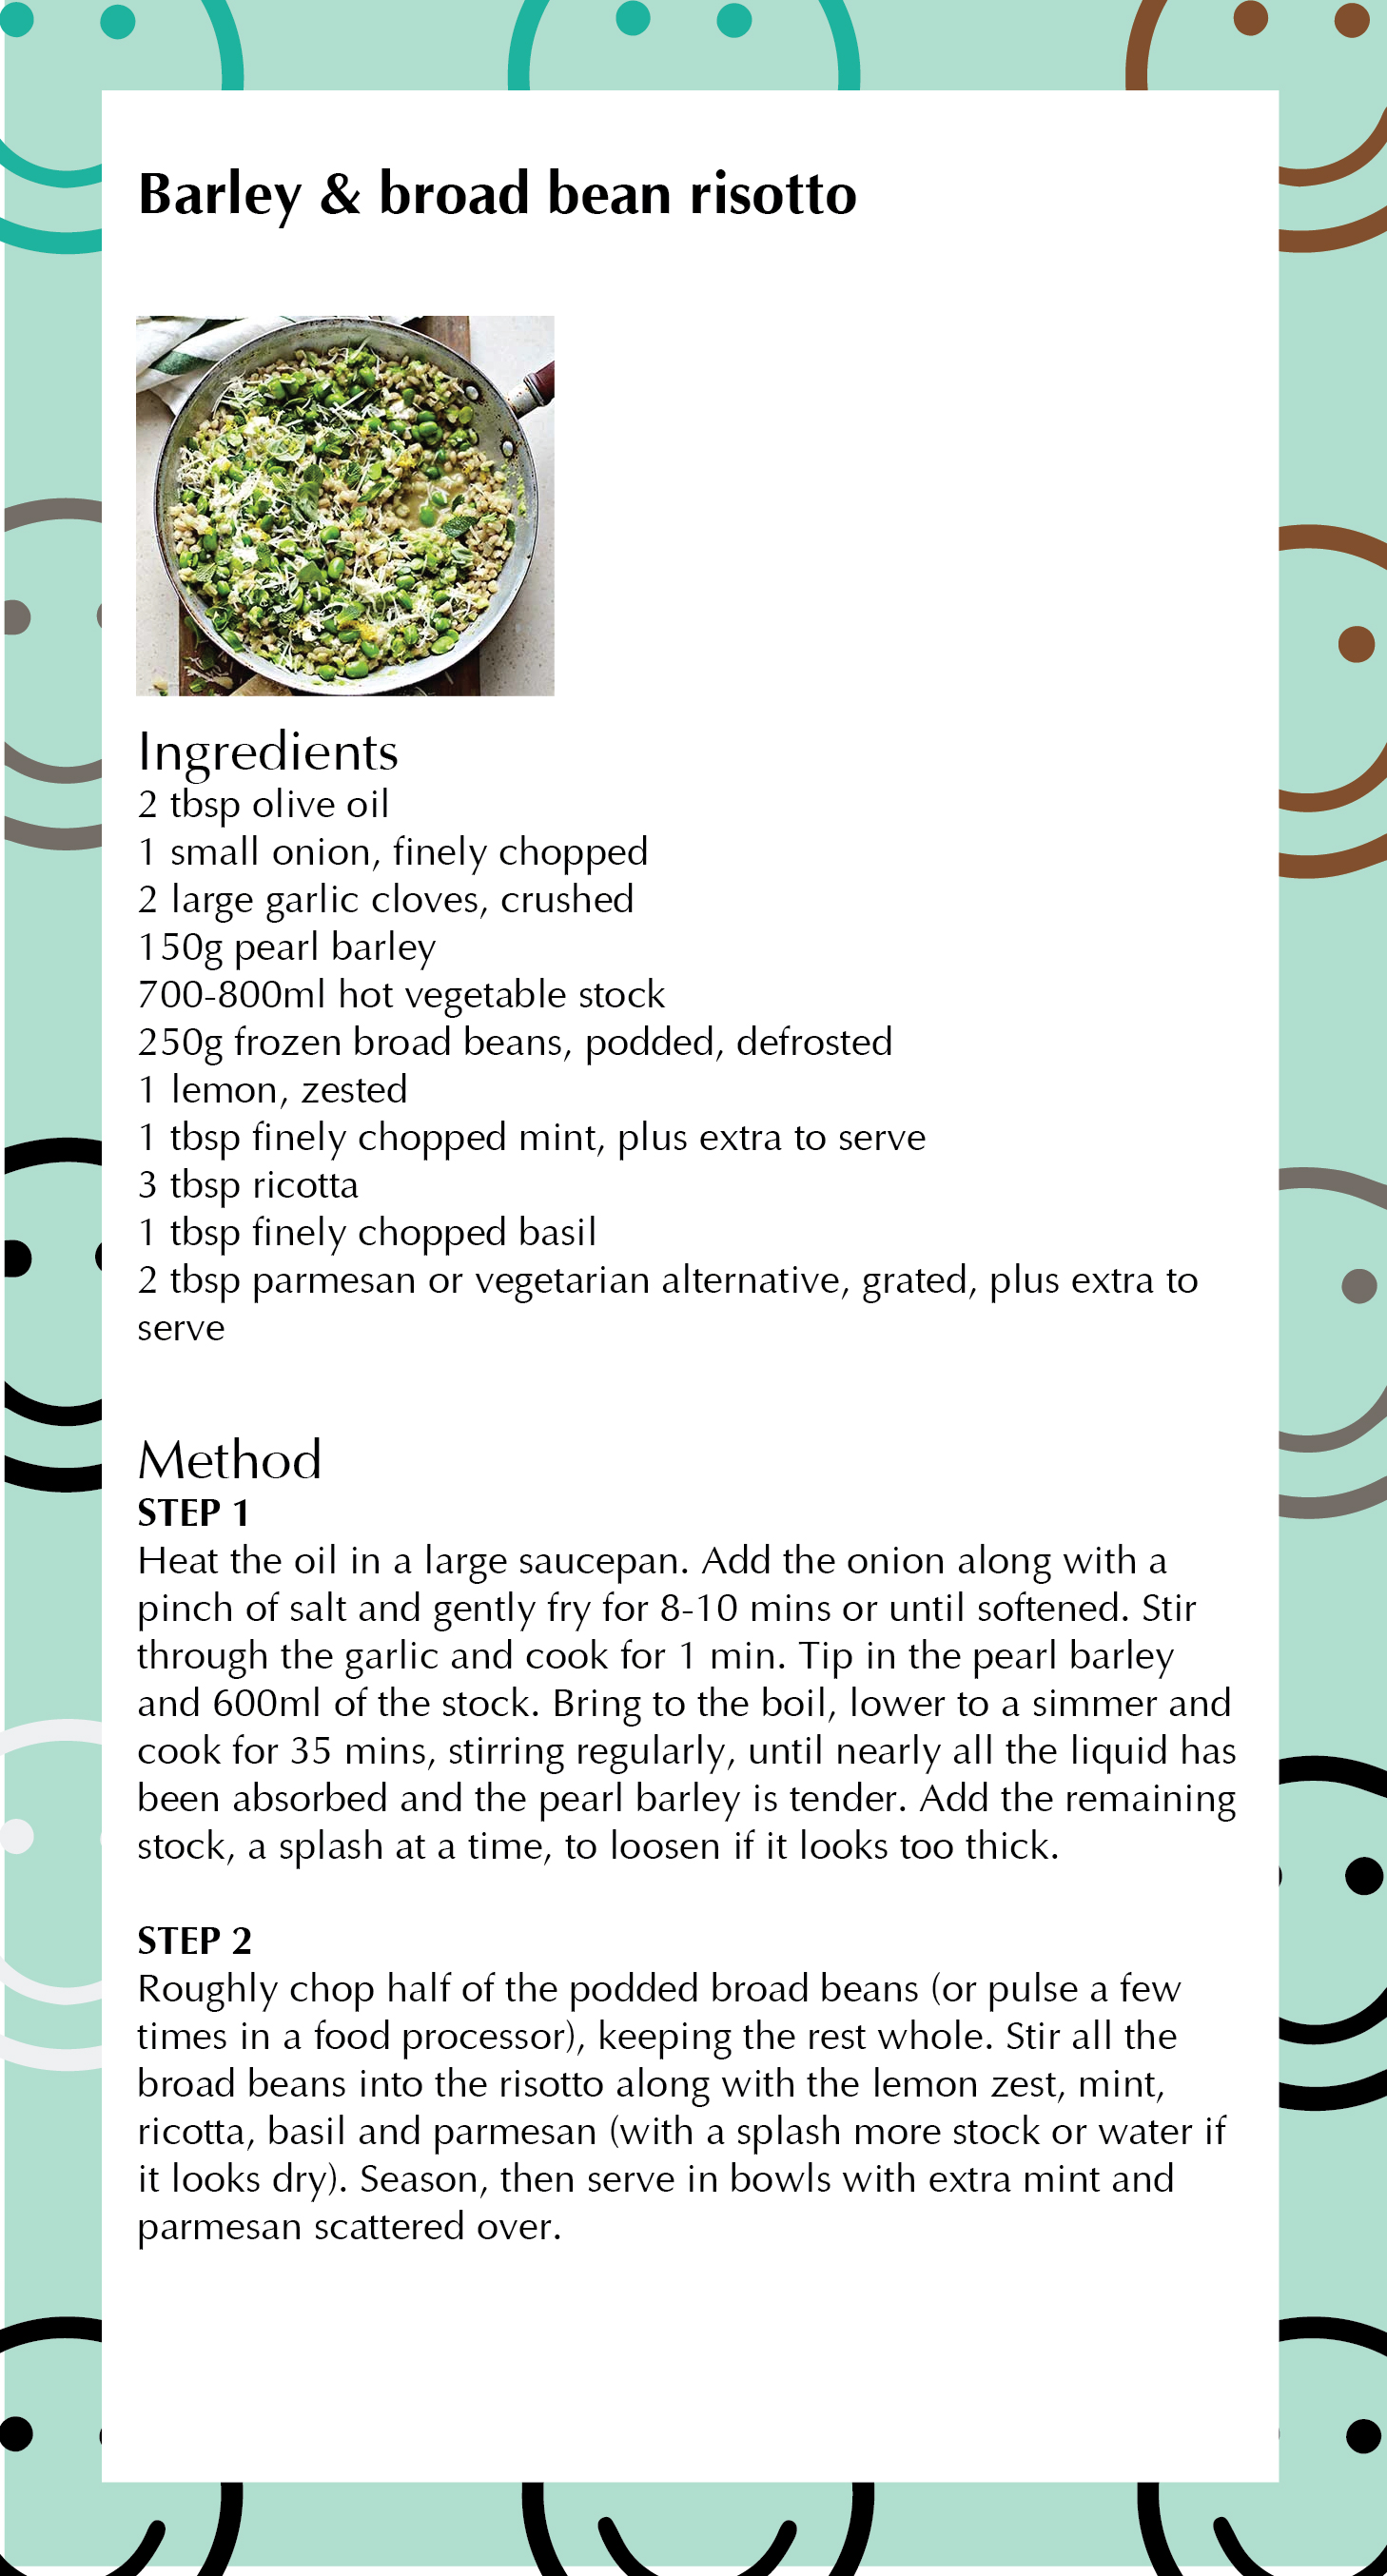 Barley & broad bean risotto
Ingredients
2 tbsp olive oil
1 small onion, finely chopped
2 large garlic cloves, crushed
150g pearl barley
700-800ml hot vegetable stock
250g frozen broad beans, podded, defrosted
1 lemon, zested
1 tbsp finely chopped mint, plus extra to serve
3 tbsp ricotta
1 tbsp finely chopped basil
2 tbsp parmesan or vegetarian alternative, grated, plus extra to
serve
Method
STEP 1
Heat the oil in a large saucepan. Add the onion along with a
pinch of salt and gently fry for 8-10 mins or until softened. Stir
through the garlic and cook for 1 min. Tip in the pearl barley
and 600ml of the stock. Bring to the boil, lower to a simmer and
cook for 35 mins, stirring regularly, until nearly all the liquid has
been absorbed and the pearl barley is tender. Add the remaining
stock, a splash at a time, to loosen if it looks too thick.
STEP 2
Roughly chop half of the podded broad beans (or pulse a few
times in a food processor), keeping the rest whole. Stir all the
broad beans into the risotto along with the lemon zest, mint,
ricotta, basil and parmesan (with a splash more stock or water if
it looks dry). Season, then serve in bowls with extra mint and
parmesan scattered over.